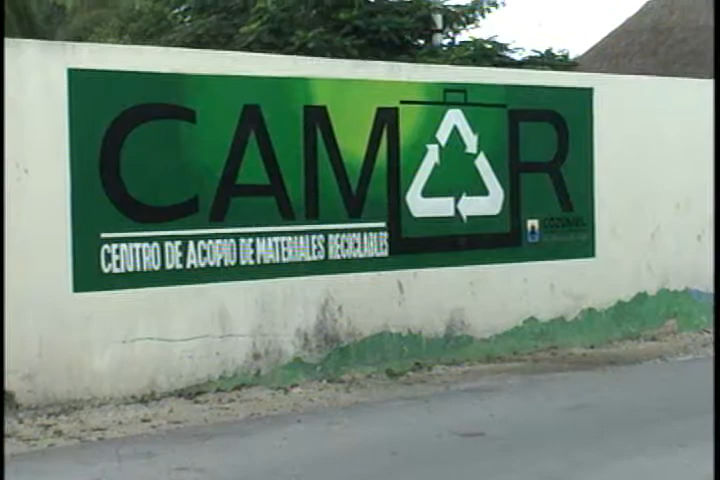 CAMAR
CENTRO DE ACOPIO DE MATERIALES RECICLABLES
COZUMEL